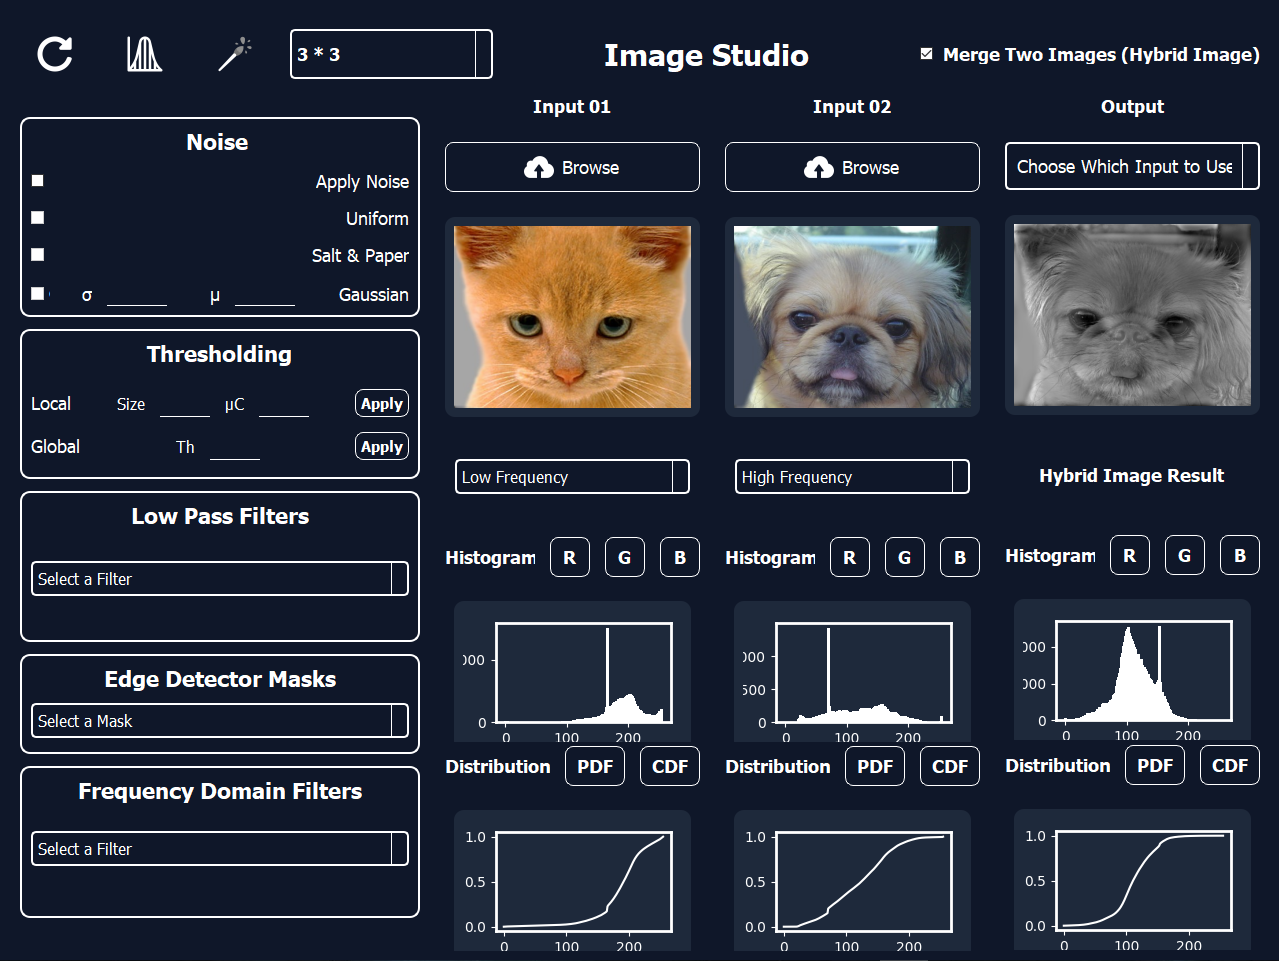 3 * 3
Image Studio
Merge Two Images (Hybrid Image)
Noise
Apply Noise
Uniform
Salt & Paper
σ μ Gaussian
Thresholding
Local Size μC Apply
Global Th Apply
Low Pass Filters
Select a Filter
Edge Detector Masks
Select a Mask
Frequency Domain Filters
Select a Filter
Input 01
Browse
Low Frequency
Histogram R G B
000
0
0 100 200
Distribution PDF CDF
1.0
0.5
0.0
0 200
Input 02
Browse
High Frequency
Histogram R G B
000
500
0
0 100 200
Distribution PDF CDF
1.0
0.5
0.0
0 100 200
Output
Choose Which Input to Use
Hybrid Image Result
Histogram R G B
000
000
0
0 100 200
Distribution PDF CDF
1.0
0.5
0.0
0 100 200